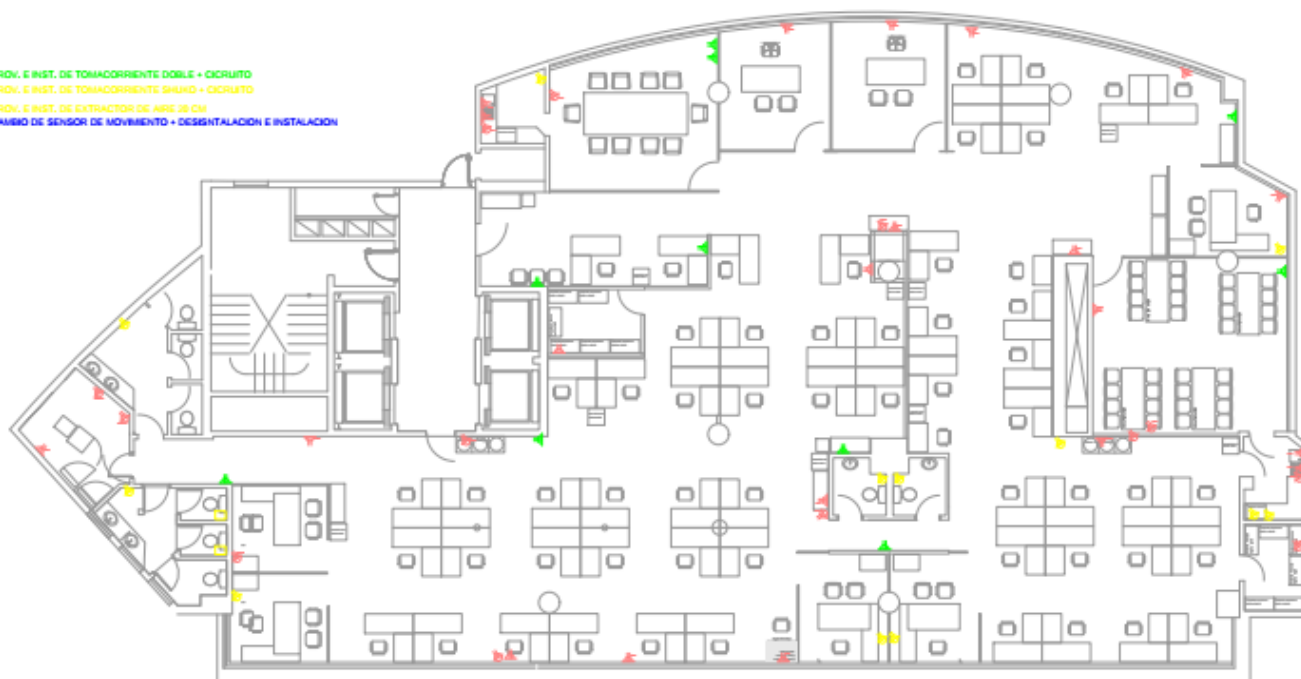 ROV. E INST. DE TOMACORRIENTE DOBLE + CICRUITO
ROV. E INST. DE TOMACORRIENTE SHUKO + CICRUITO
ROV. E INST. DE EXTRACTOR DE AIRE 20 CM
AMBIO DE SENSOR DE MOVIMIENTO + DESISNTALACION E INSTALACION